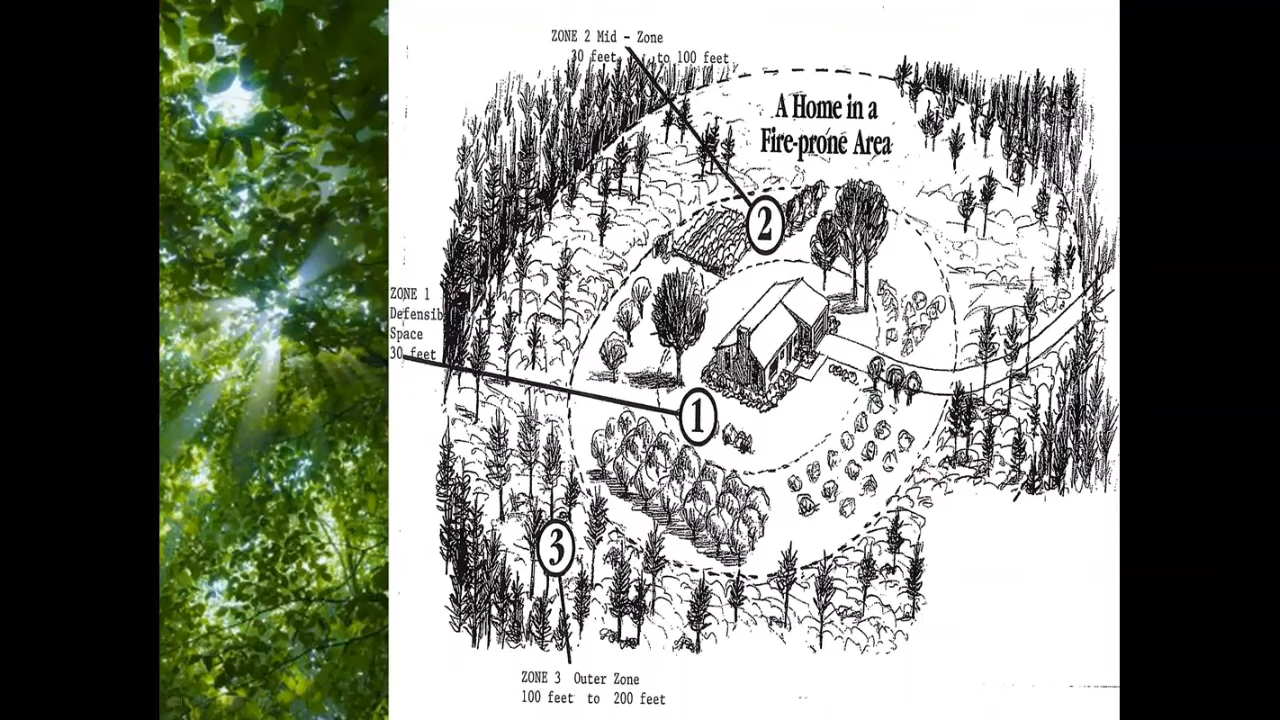 ZONE 2 Mid - Zone
30 feet to 100 feet
A Home in a
Fire-prone Area
2
ZONE 1
Defensib
Space
30 feet
1
3
ZONE 3 Outer Zone
100 feet to 200 feet